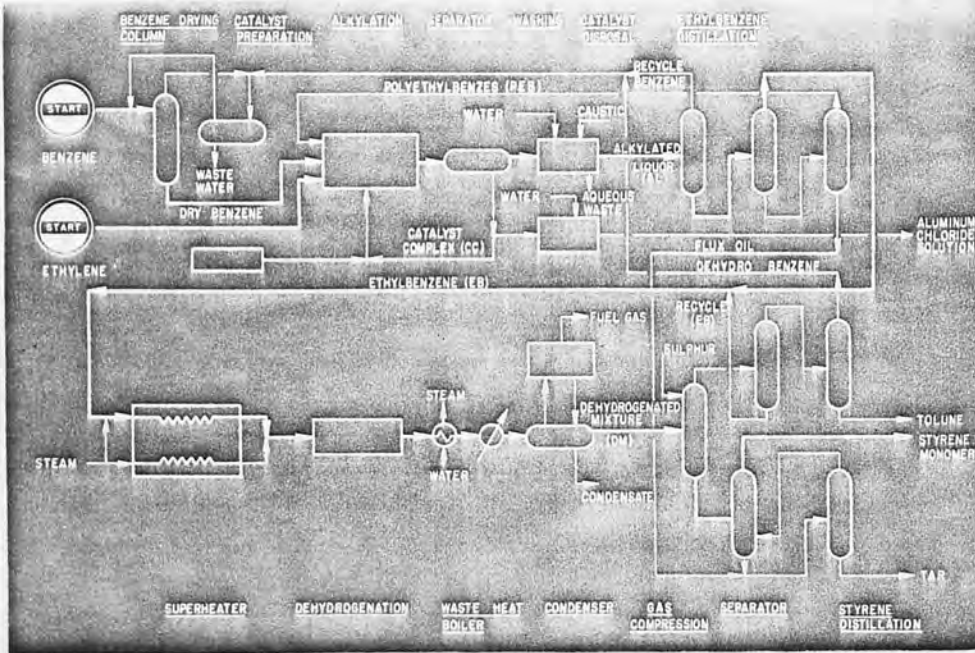 BENZENE DRYING
COLUMN
CATALYST
PREPARATION
ALKYLATION
SEPARATOR
WASHING
CATALYST
DISPOSAL
ETHYLBENZENE
DISTILLATION
START
BENZENE
START
ETHYLENE
WASTE
WATER
DRY BENZENE
POLYETHYLBENZES (PEB)
RECYCLE
BENZENE
WATER
CAUSTIC
ALKYLATED
LIQUOR
(AL)
WATER
AQUEOUS
WASTE
CATALYST
COMPLEX (CC)
FLUX OIL
DEHYDRO BENZENE
ALUMINUM
CHLORIDE
SOLUTION
ETHYLBENZENE (EB)
RECYCLE
(EB)
FUEL GAS
SULPHUR
STEAM
DEHYDROGENATED
MIXTURE
(DM)
STEAM
WATER
CONDENSATE
TOLUNE
STYRENE
MONOMER
TAR
SUPERHEATER
DEHYDROGENATION
WASTE HEAT
BOILER
CONDENSER
GAS
COMPRESSION
SEPARATOR
STYRENE
DISTILLATION